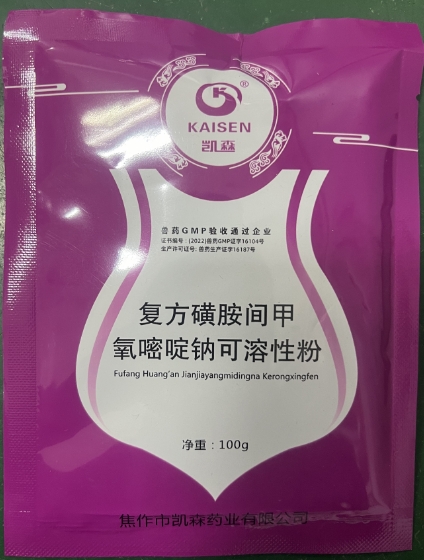 KAISEN
凯森
兽药GMP验收通过企业
证书编号：(2022)兽药GMP证字16104号
生产许可证号：兽药生产证字16187号
复方磺胺间甲
氧嘧啶钠可溶性粉
Fufang Huang'an Jianjiayangmidingna Kerongxingfen
净重：100g
焦作市凯森药业有限公司